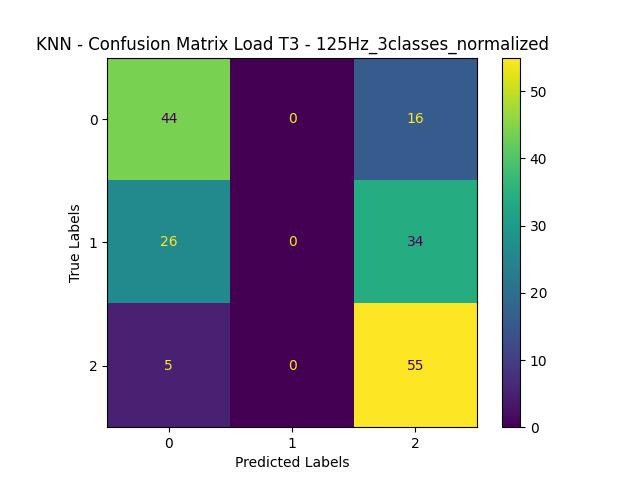 KNN - Confusion Matrix Load T3 - 125Hz_3classes_normalized
0 44 0 16
1 26 0 34
2 5 0 55
0 1 2
Predicted Labels
True Labels
50
40
30
20
10
0